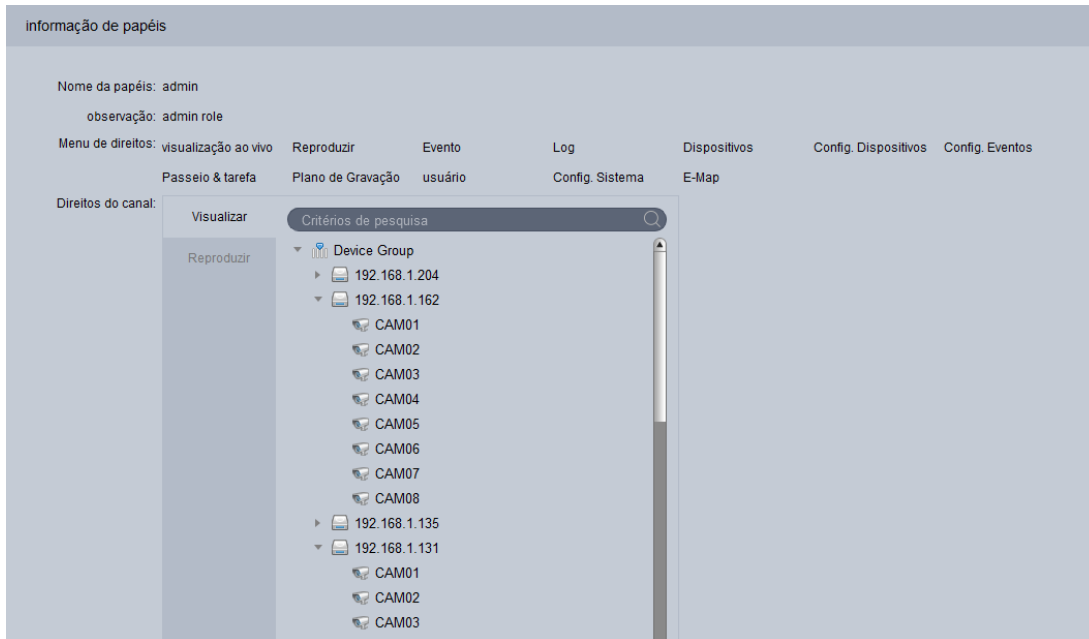 informação de papéis
Nome da papéis: admin
observação: admin role
Menu de direitos: visualização ao vivo Reproduzir Evento Log Dispositivos Config. Dispositivos Config. Eventos
Passeio & tarefa Plano de Gravação usuário Config. Sistema E-Map
Direitos do canal:
Visualizar
Reproduzir
Critérios de pesquisa
Device Group
192.168.1.204
192.168.1.162
CAM01
CAM02
CAM03
CAM04
CAM05
CAM06
CAM07
CAM08
192.168.1.135
192.168.1.131
CAM01
CAM02
CAM03